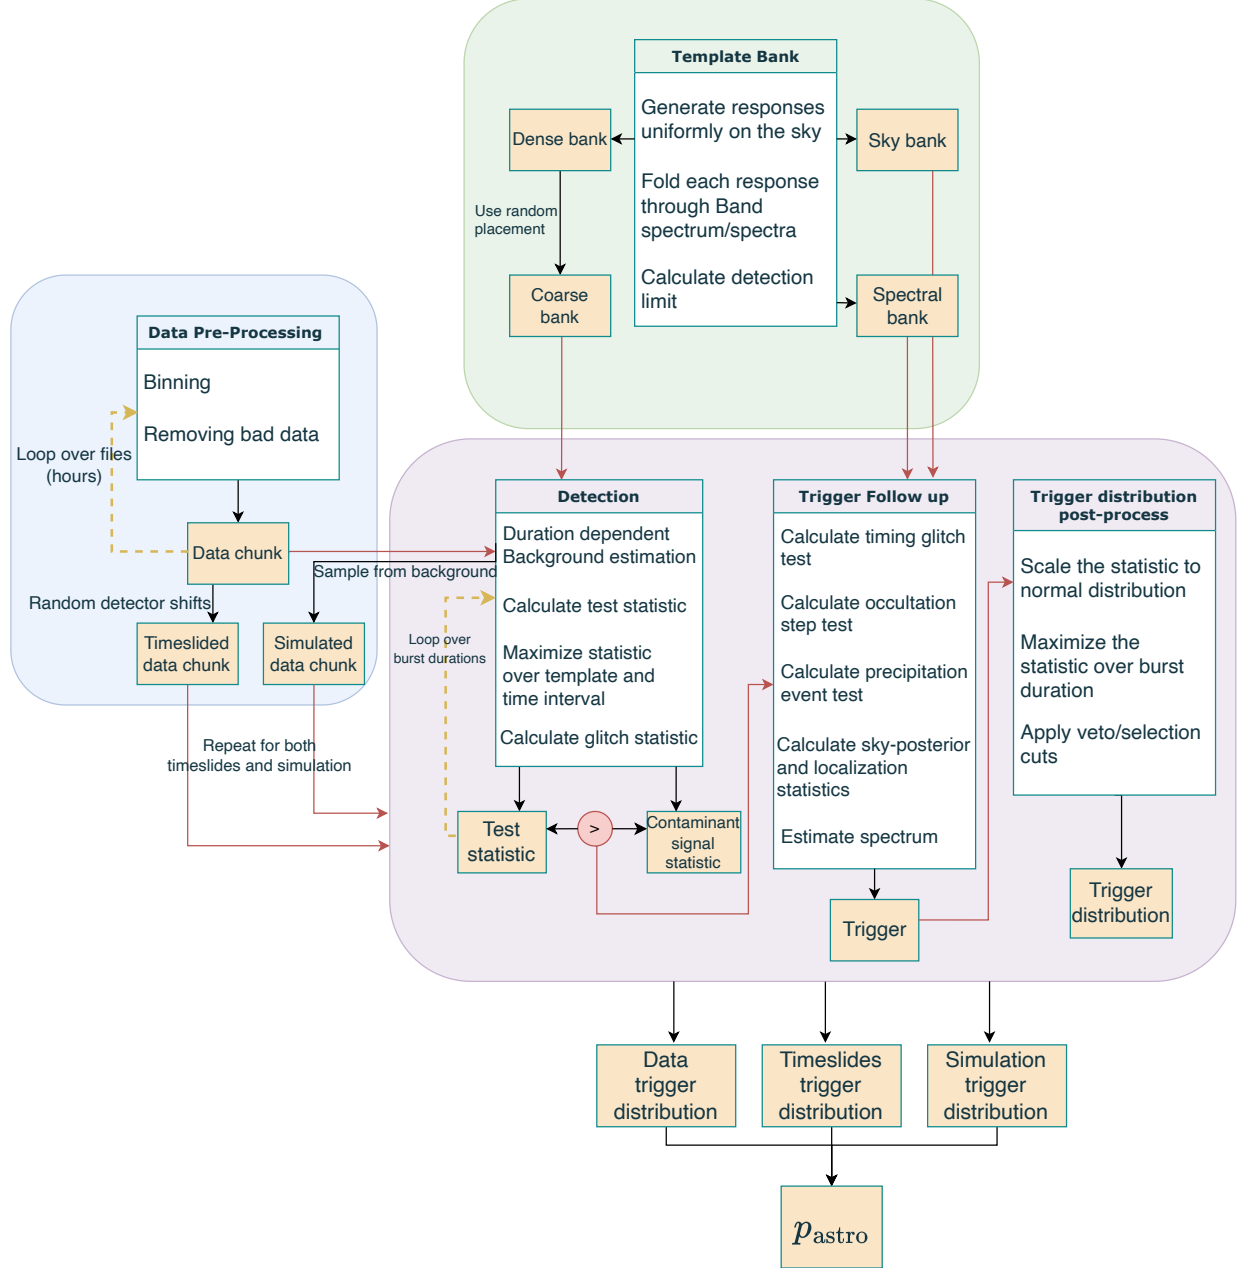 Template Bank
Generate responses
uniformly on the sky
Fold each response
through Band
spectrum/spectra
Calculate detection
limit
Dense bank
Sky bank
Use random
placement
Coarse
bank
Spectral
bank
Data Pre-Processing
Binning
Removing bad data
Loop over files
(hours)
Data chunk
Random detector shifts
Sample from background
Timeslided
data chunk
Simulated
data chunk
Repeat for both
timeslides and simulation
Detection
Duration dependent
Background estimation
Calculate test statistic
Maximize statistic
over template and
time interval
Calculate glitch statistic
Loop over
burst durations
Test
statistic
>
Contaminant
signal
statistic
Trigger Follow up
Calculate timing glitch
test
Calculate occultation
step test
Calculate precipitation
event test
Calculate sky-posterior
and localization
statistics
Estimate spectrum
Trigger
Trigger distribution
post-process
Scale the statistic to
normal distribution
Maximize the
statistic over burst
duration
Apply veto/selection
cuts
Trigger
distribution
Data
trigger
distribution
Timeslides
trigger
distribution
Simulation
trigger
distribution
p_astro